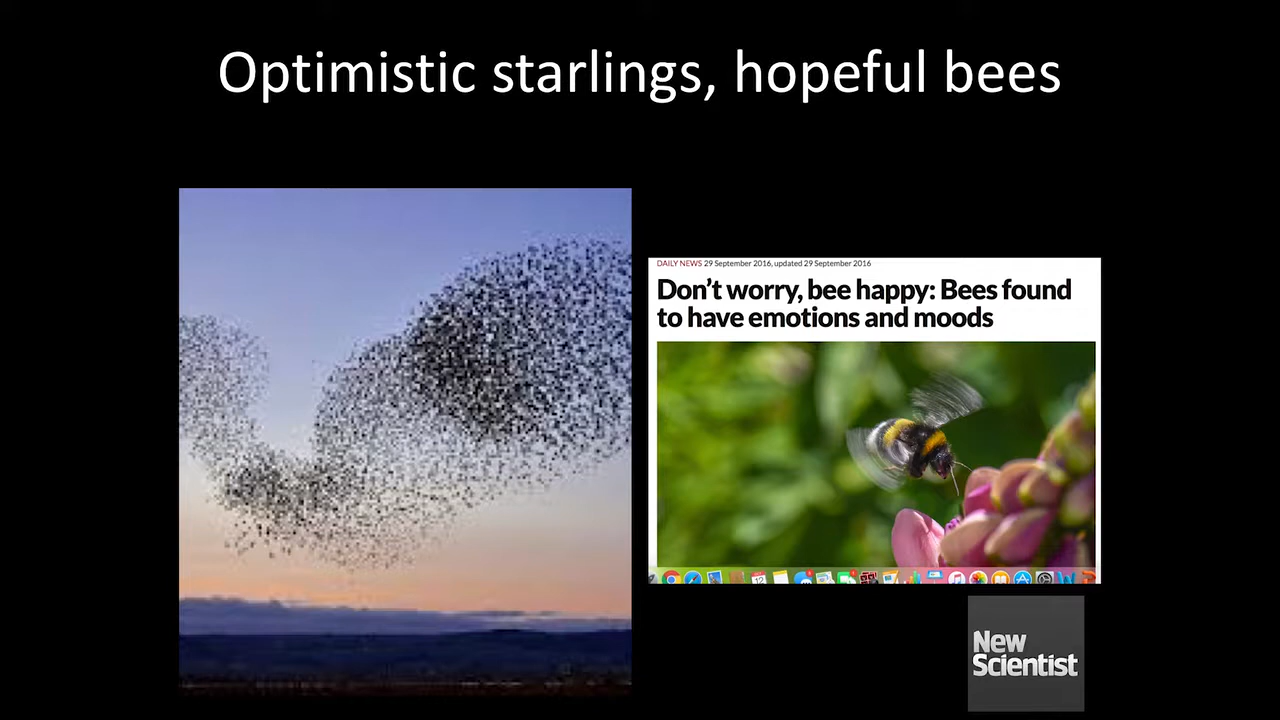 Optimistic starlings, hopeful bees
DAILY NEWS 29 September 2016, updated 29 September 2016
Don't worry, bee happy: Bees found
to have emotions and moods
12
New
Scientist